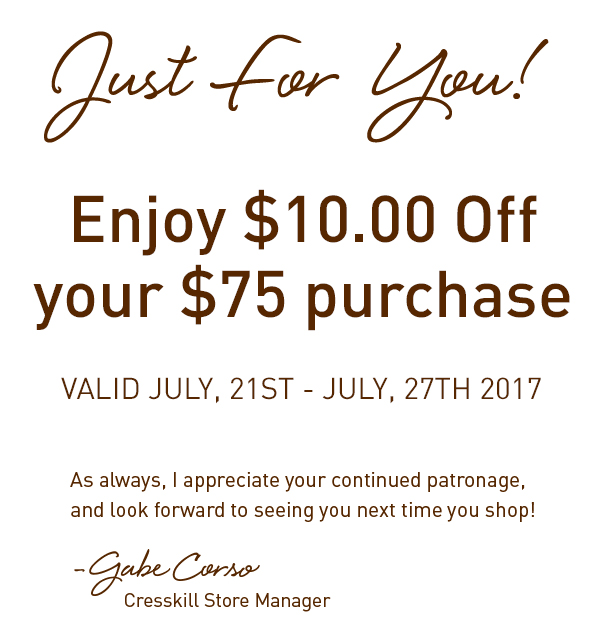 Just For You!
Enjoy $10.00 Off
your $75 purchase
VALID JULY, 21ST - JULY, 27TH 2017
As always, I appreciate your continued patronage,
and look forward to seeing you next time you shop!
-Gabe Corso
Cresskill Store Manager